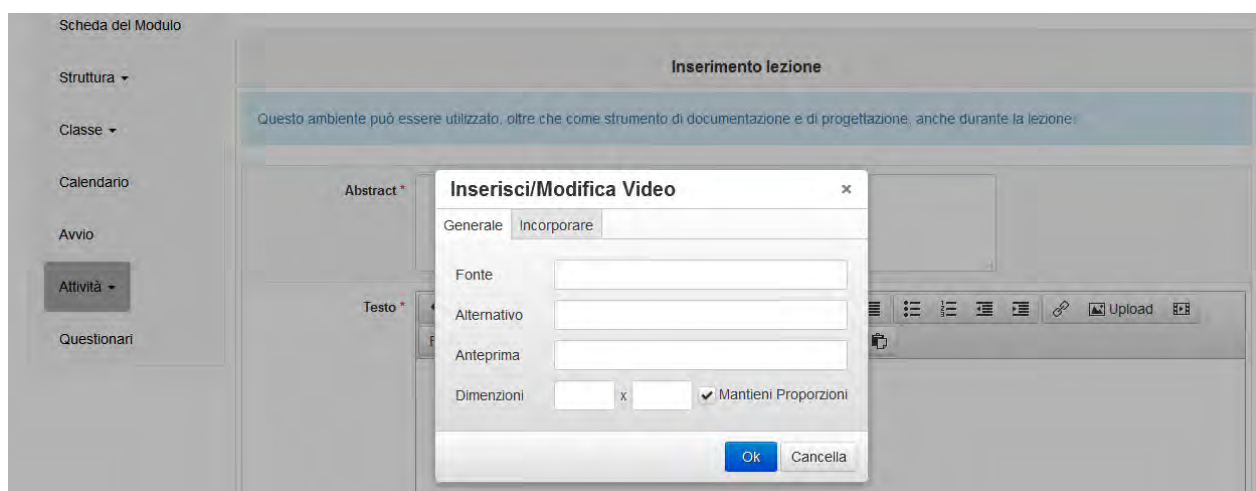 Scheda del Modulo
Struttura
Classe
Calendario
Avvio
Attività
Questionari
Inserimento lezione
Questo ambiente può essere utilizzato, oltre che come strumento di documentazione e di progettazione, anche durante la lezione.
Abstract *
Testo *
Upload
Inserisci/Modifica Video ×
Generale Incorporare
Fonte
Alternativo
Anteprima
Dimenzioni x Mantieni Proporzioni
Ok Cancella